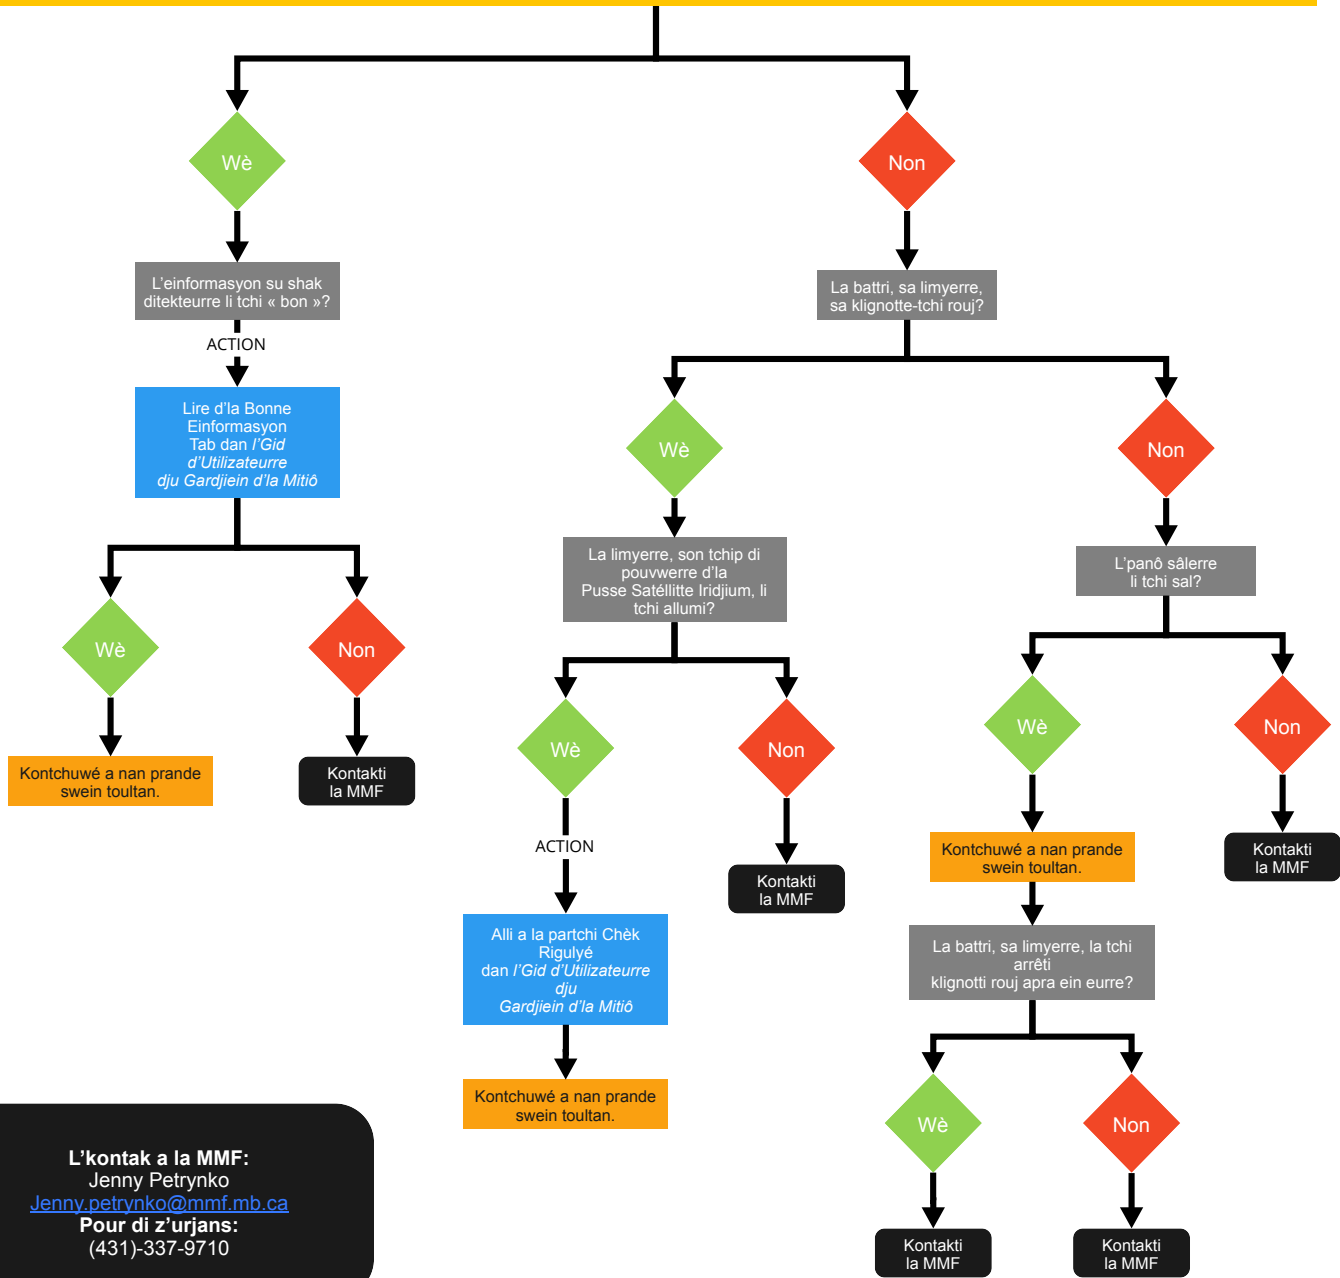 Wè
Non
L'einformasyon su shak
ditekteurre li tchi « bon »?
La battri, sa limyerre,
sa klignotte-tchi rouj?
ACTION
Lire d'la Bonne
Einformasyon
Tab dan l'Gid
d'Utilizateurre
dju Gardjiein d'la Mitiô
Wè
Non
La limyerre, son tchip di
pouvwerre d'la
Pusse Satéllitte Iridjium, li
tchi allumi?
L'panô sâlerre
li tchi sal?
Wè
Non
Wè
Non
Wè
Non
Kontchuwé a nan prande
swein toultan.
Kontakti
la MMF
ACTION
Kontakti
la MMF
Kontchuwé a nan prande
swein toultan.
Kontakti
la MMF
Alli a la partchi Chèk
Rigulyé
dan l'Gid d'Utilizateurre
dju
Gardjiein d'la Mitiô
La battri, sa limyerre, la tchi
arrêti
klignotti rouj apra ein eurre?
Kontchuwé a nan prande
swein toultan.
Wè
Non
Kontakti
la MMF
Kontakti
la MMF
L'kontak a la MMF:
Jenny Petrynko
Jenny.petrynko@mmf.mb.ca
Pour di z'urjans:
(431)-337-9710